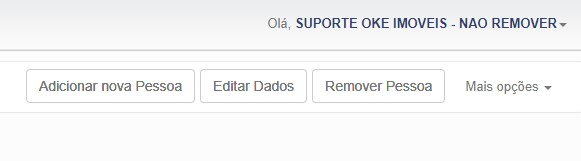 Olá, SUPORTE OKE IMOVEIS - NAO REMOVER
Adicionar nova Pessoa Editar Dados Remover Pessoa Mais opções